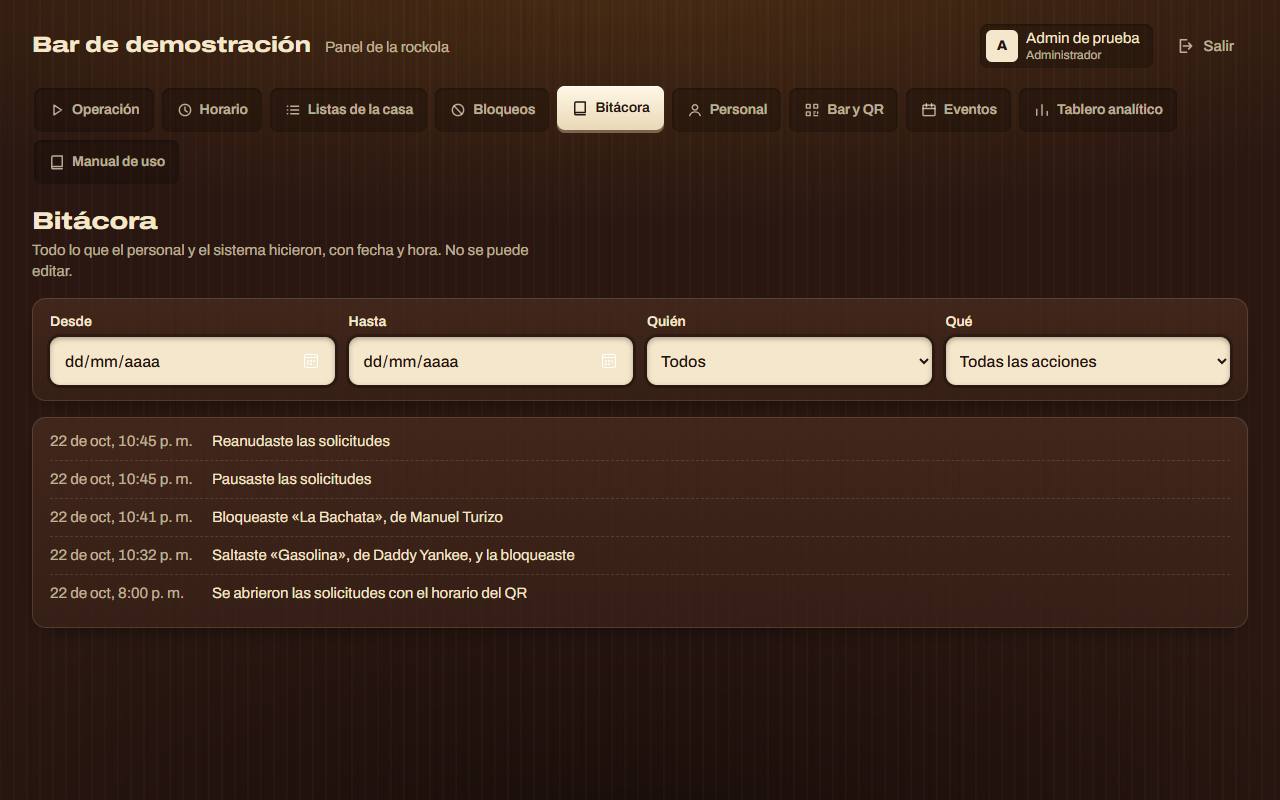 Bar de demostración Panel de la rockola
A Admin de prueba
Administrador
Salir
Operación Horario Listas de la casa Bloqueos Bitácora Personal Bar y QR Eventos Tablero analítico
Manual de uso
Bitácora
Todo lo que el personal y el sistema hicieron, con fecha y hora. No se puede
editar.
Desde Hasta Quién Qué
dd/mm/aaaa dd/mm/aaaa Todos Todas las acciones
22 de oct, 10:45 p. m. Reanudaste las solicitudes
22 de oct, 10:45 p. m. Pausaste las solicitudes
22 de oct, 10:41 p. m. Bloqueaste «La Bachata», de Manuel Turizo
22 de oct, 10:32 p. m. Saltaste «Gasolina», de Daddy Yankee, y la bloqueaste
22 de oct, 8:00 p. m. Se abrieron las solicitudes con el horario del QR